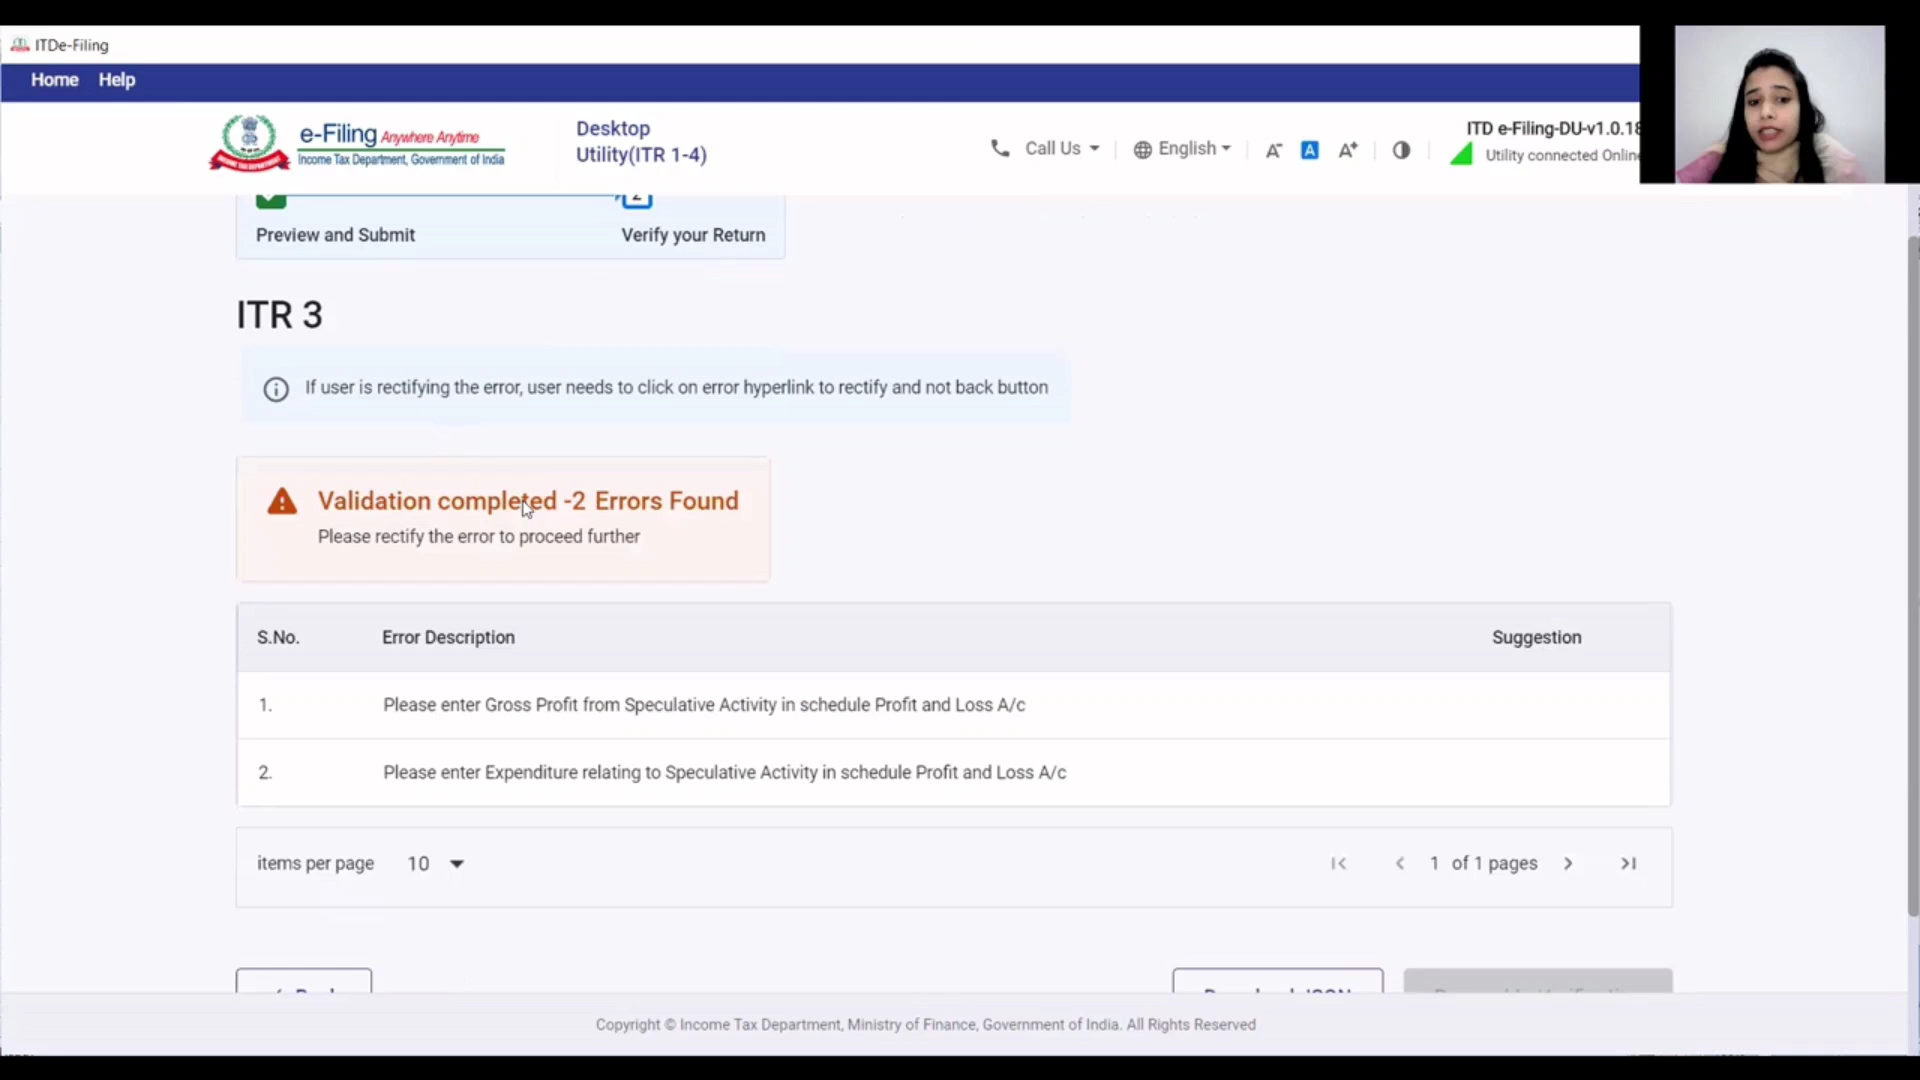 ITDe-Filing
Home Help
e-Filing Anywhere Anytime
Income Tax Department, Government of India
Desktop
Utility(ITR 1-4)
Call Us
English
A-
A
A+
ITD e-Filing-DU-v1.0.18
Utility connected Online
Preview and Submit
2
Verify your Return
ITR 3
If user is rectifying the error, user needs to click on error hyperlink to rectify and not back button
Validation completed -2 Errors Found
Please rectify the error to proceed further
S.No. Error Description Suggestion
1. Please enter Gross Profit from Speculative Activity in schedule Profit and Loss A/c
2. Please enter Expenditure relating to Speculative Activity in schedule Profit and Loss A/c
items per page 10
1 of 1 pages
Copyright © Income Tax Department, Ministry of Finance, Government of India. All Rights Reserved